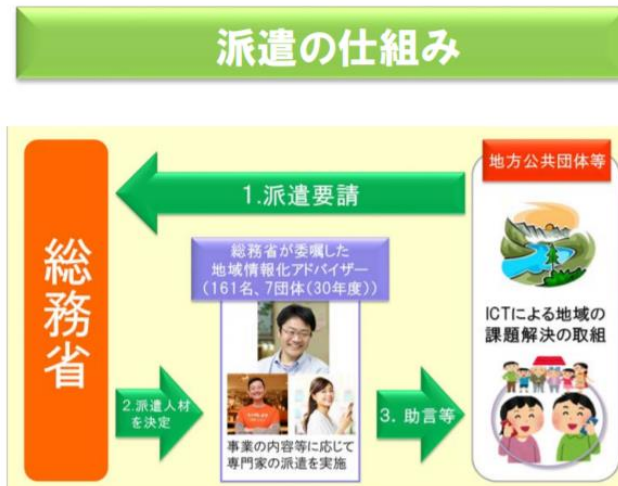 派遣の仕組み
地方公共団体等
1.派遣要請
総務省
総務省が委嘱した
地域情報化アドバイザー
(161名、7団体(30年度))
ICTによる地域の
課題解決の取組
2.派遣人材
を決定
3. 助言等
事業の内容等に応じて
専門家の派遣を実施